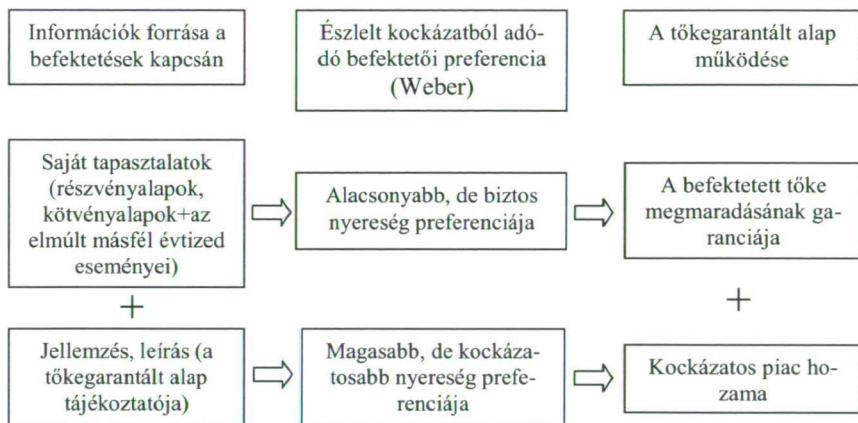 Információk forrása a
befektetések kapcsán
Észlelt kockázatból adó-
dó befektetői preferencia
(Weber)
A tőkegarantált alap
működése
Saját tapasztalatok
(részvényalapok,
kötvényalapok+az
elmúlt másfél évtized
eseményei)
Alacsonyabb, de biztos
nyereség preferenciája
A befektetett tőke
megmaradásának ga-
ranciája
+
+
Jellemzés, leírás (a
tőkegarantált alap
tájékoztatója)
Magasabb, de kockáza-
tosabb nyereség prefe-
renciája
Kockázatos piac ho-
zama